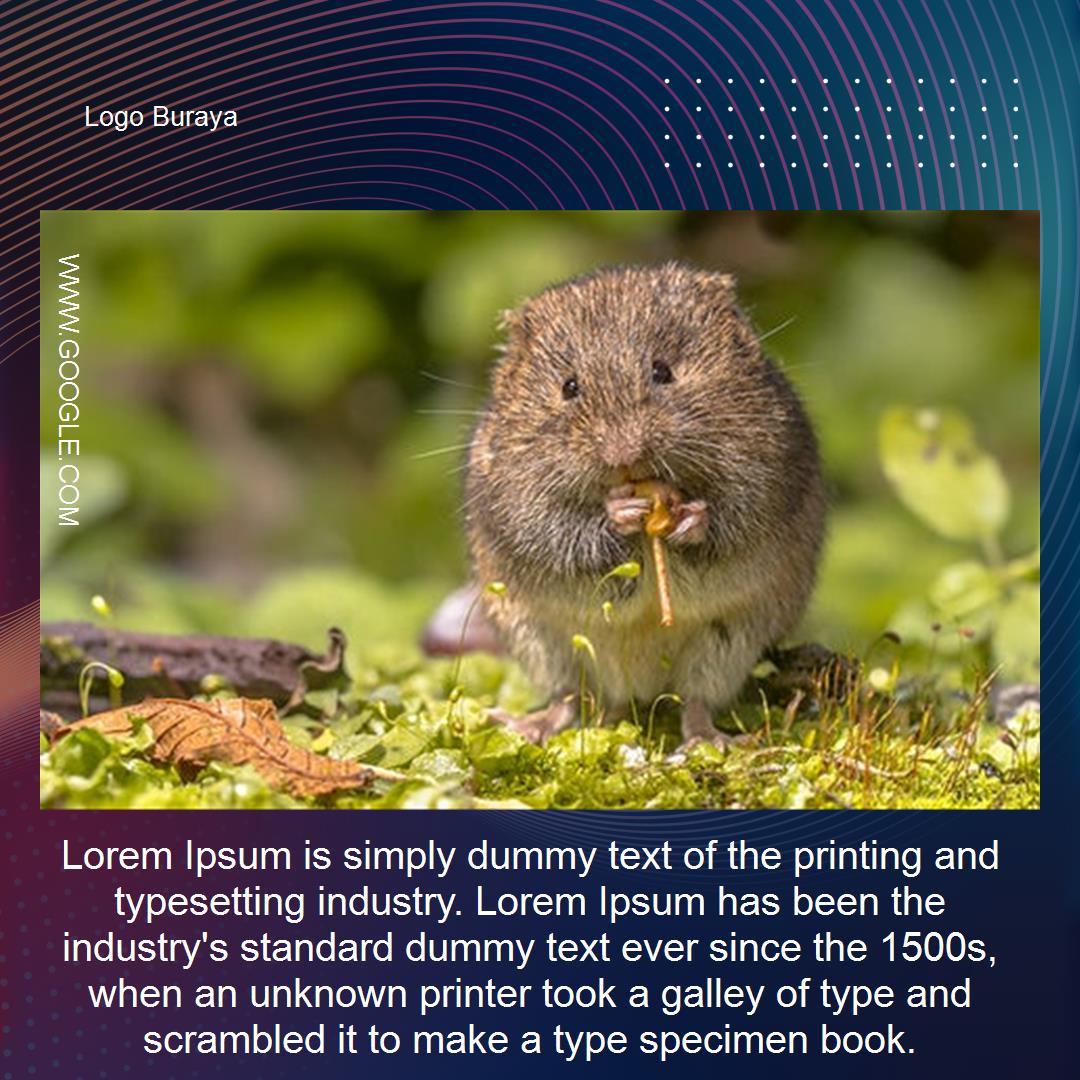 Logo Buraya
WWW.GOOGLE.COM
Lorem Ipsum is simply dummy text of the printing and
typesetting industry. Lorem Ipsum has been the
industry's standard dummy text ever since the 1500s,
when an unknown printer took a galley of type and
scrambled it to make a type specimen book.